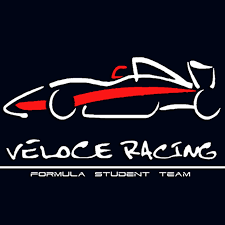 VELOCE RACING
FORMULA STUDENT TEAM